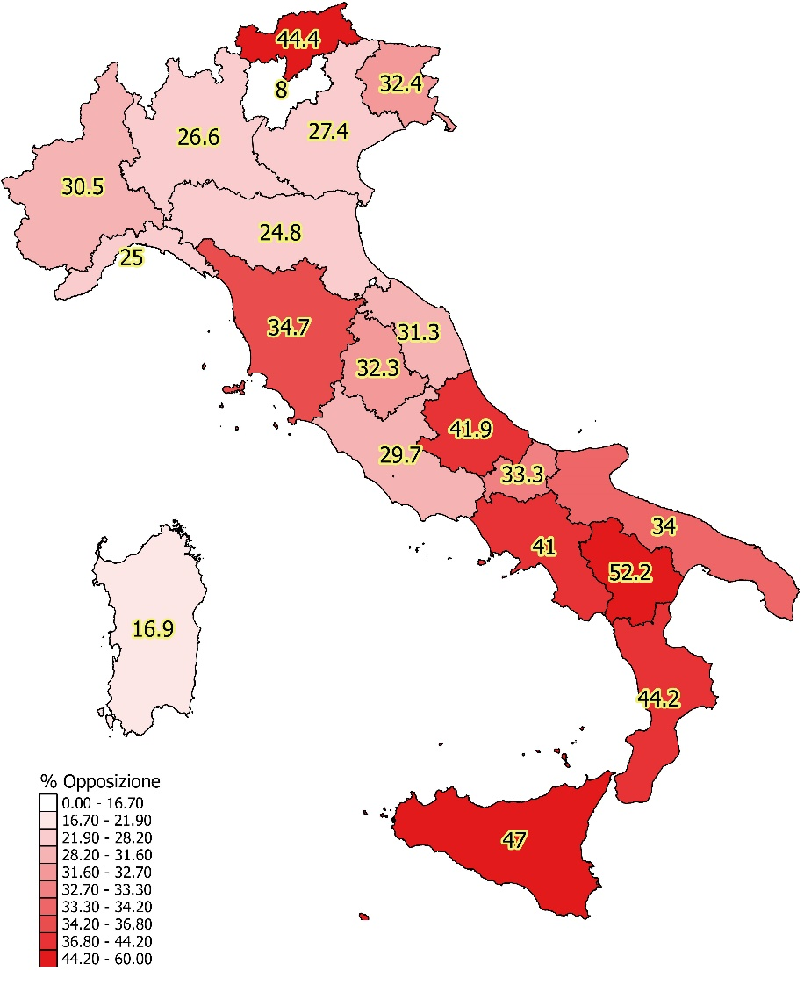 44.4
8
32.4
26.6
27.4
30.5
24.8
25
34.7
31.3
32.3
41.9
29.7
33.3
34
41
52.2
16.9
44.2
47
% Opposizione
0.00 - 16.70
16.70 - 21.90
21.90 - 28.20
28.20 - 31.60
31.60 - 32.70
32.70 - 33.30
33.30 - 34.20
34.20 - 36.80
36.80 - 44.20
44.20 - 60.00